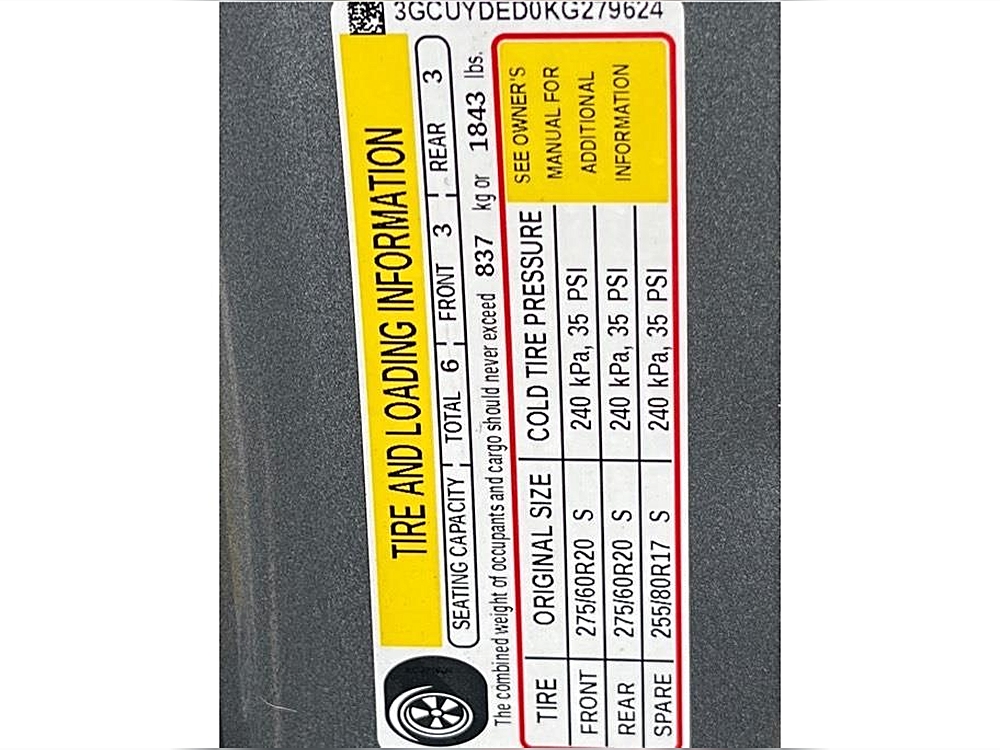 3GCUYDED0KG279624
TIRE AND LOADING INFORMATION
SEATING CAPACITY TOTAL 6 FRONT 3 REAR 3
The combined weight of occupants and cargo should never exceed 837 kg or 1843 lbs.
TIRE ORIGINAL SIZE COLD TIRE PRESSURE
FRONT 275/60R20 S 240 kPa, 35 PSI
REAR 275/60R20 S 240 kPa, 35 PSI
SPARE 255/80R17 S 240 kPa, 35 PSI
SEE OWNER'S
MANUAL FOR
ADDITIONAL
INFORMATION